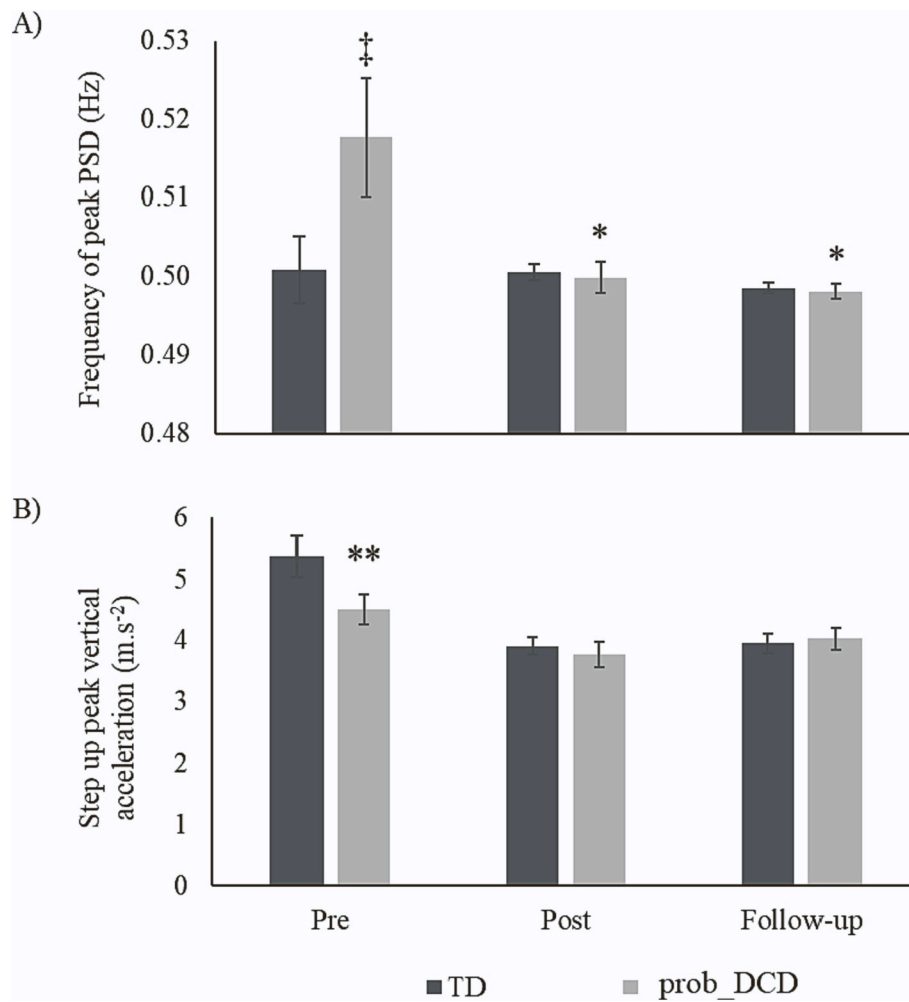 A)
Frequency of peak PSD (Hz)
0.53
0.52
0.51
0.50
0.49
0.48
‡
*
*
B)
Step up peak vertical
acceleration (m.s-2)
6
5
4
3
2
1
0
**
Pre Post Follow-up
TD prob_DCD